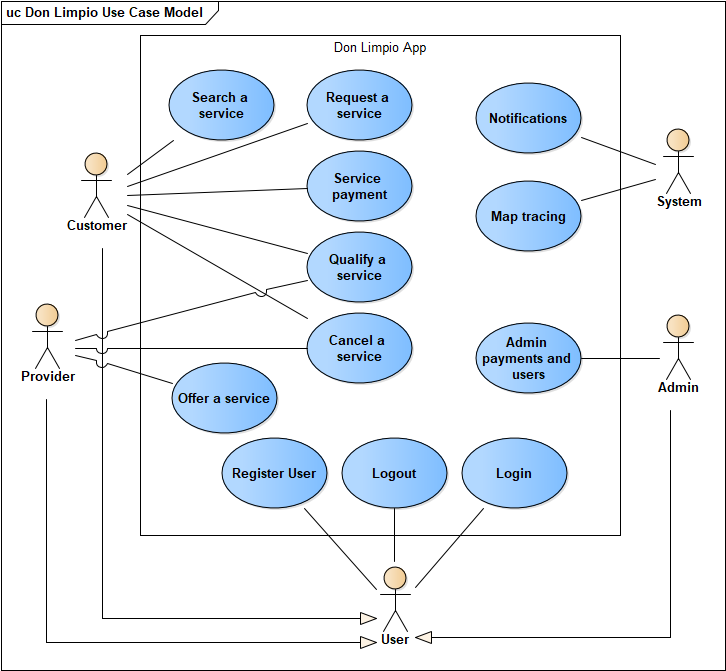 uc Don Limpio Use Case Model
Don Limpio App
Search a
service
Request a
service
Notifications
Service
payment
Customer
System
Map tracing
Qualify a
service
Provider
Cancel a
service
Admin
payments and
users
Admin
Offer a service
Register User
Logout
Login
User